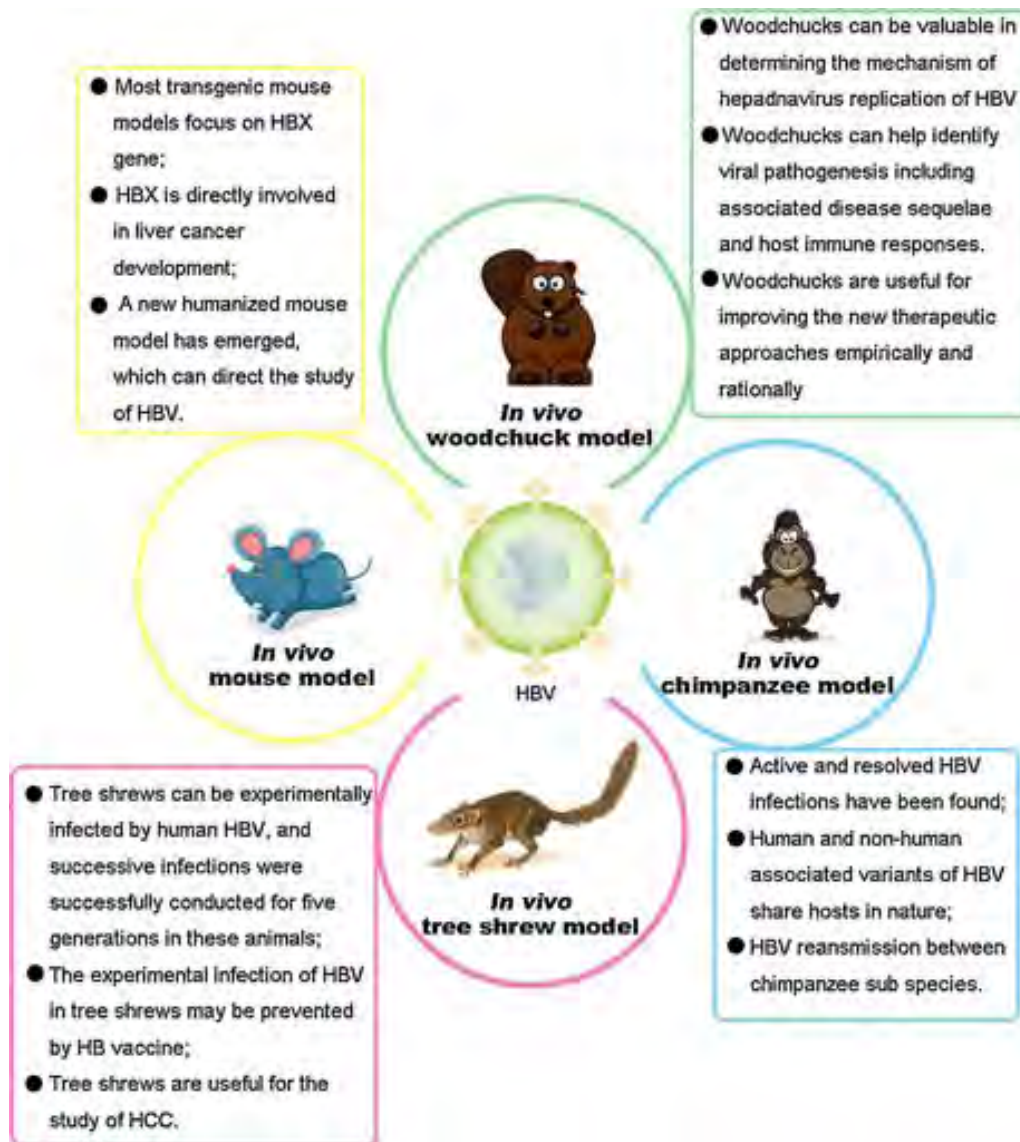 ● Most transgenic mouse
models focus on HBX
gene;
● HBX is directly involved
in liver cancer
development;
● A new humanized mouse
model has emerged,
which can direct the study
of HBV.
● Woodchucks can be valuable in
determining the mechanism of
hepadnavirus replication of HBV
● Woodchucks can help identify
viral pathogenesis including
associated disease sequelae
and host immune responses.
● Woodchucks are useful for
improving the new therapeutic
approaches empirically and
rationally
In vivo
woodchuck model
In vivo
mouse model
HBV
In vivo
chimpanzee model
In vivo
tree shrew model
● Tree shrews can be experimentally
infected by human HBV, and
successive infections were
successfully conducted for five
generations in these animals;
● The experimental infection of HBV
in tree shrews may be prevented
by HB vaccine;
● Tree shrews are useful for the
study of HCC.
● Active and resolved HBV
infections have been found;
● Human and non-human
associated variants of HBV
share hosts in nature;
● HBV reansmission between
chimpanzee sub species.